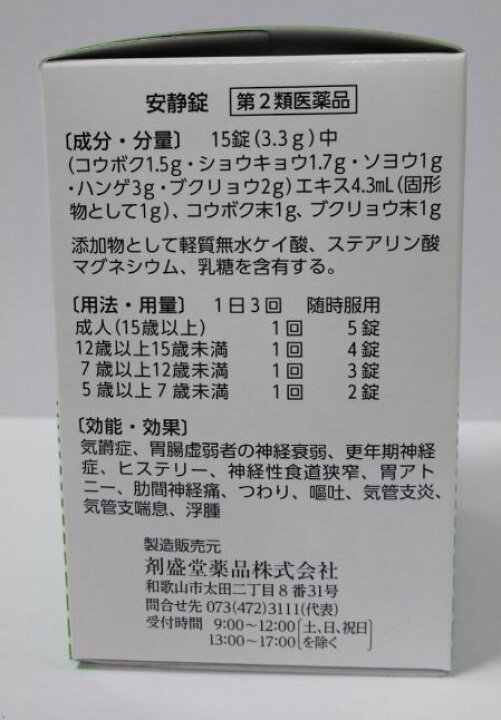 安静錠 第2類医薬品
〔成分・分量〕 15錠(3.3g)中
(コウボク1.5g・ショウキョウ1.7g・ソヨウ1g
・ハンゲ3g・ブクリョウ2g)エキス4.3mL(固形
物として1g)、コウボク末1g、ブクリョウ末1g
添加物として軽質無水ケイ酸、ステアリン酸
マグネシウム、乳糖を含有する。
〔用法・用量〕 1日3回 随時服用
成人(15歳以上) 1回 5錠
12歳以上15歳未満 1回 4錠
7歳以上12歳未満 1回 3錠
5歳以上7歳未満 1回 2錠
〔効能・効果〕
気欝症、胃腸虚弱者の神経衰弱、更年期神経
症、ヒステリー、神経性食道狭窄、胃アト
ニー、肋間神経痛、つわり、嘔吐、気管支炎、
気管支喘息、浮腫
製造販売元
剤盛堂薬品株式会社
和歌山市太田二丁目8番31号
問合せ先 073(472)3111(代表)
受付時間 9:00〜12:00 [土、日、祝日
13:00〜17:00 を除く]